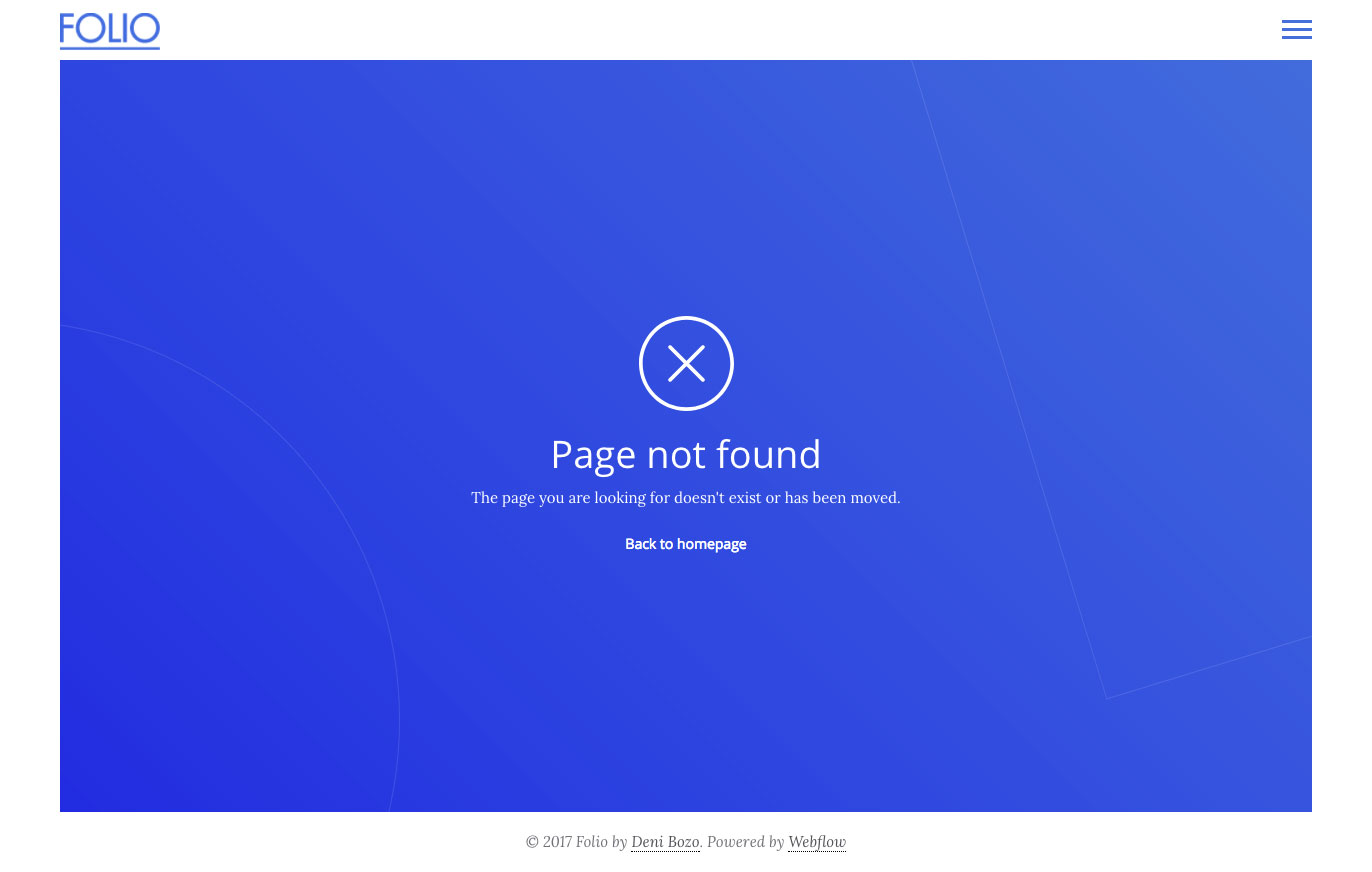 FOLIO
Page not found
The page you are looking for doesn't exist or has been moved.
Back to homepage
© 2017 Folio by Deni Bozo. Powered by Webflow